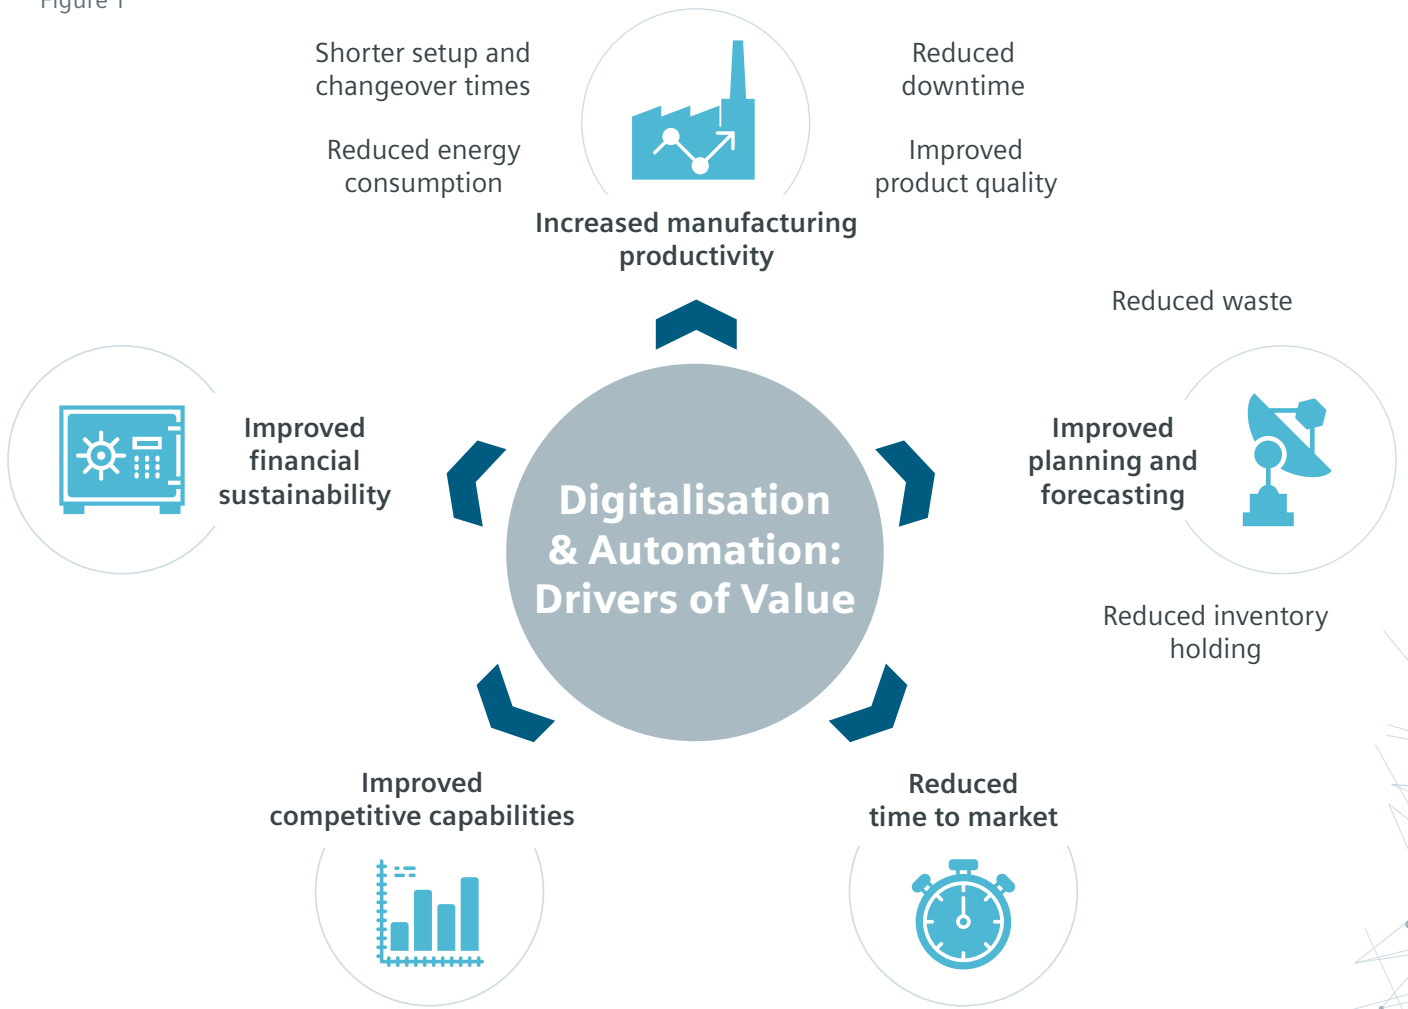 Figure 1
Shorter setup and
changeover times
Reduced energy
consumption
Reduced
downtime
Improved
product quality
Increased manufacturing
productivity
Reduced waste
Improved
planning and
forecasting
Reduced inventory
holding
Improved
financial
sustainability
Digitalisation
& Automation:
Drivers of Value
Improved
competitive capabilities
Reduced
time to market